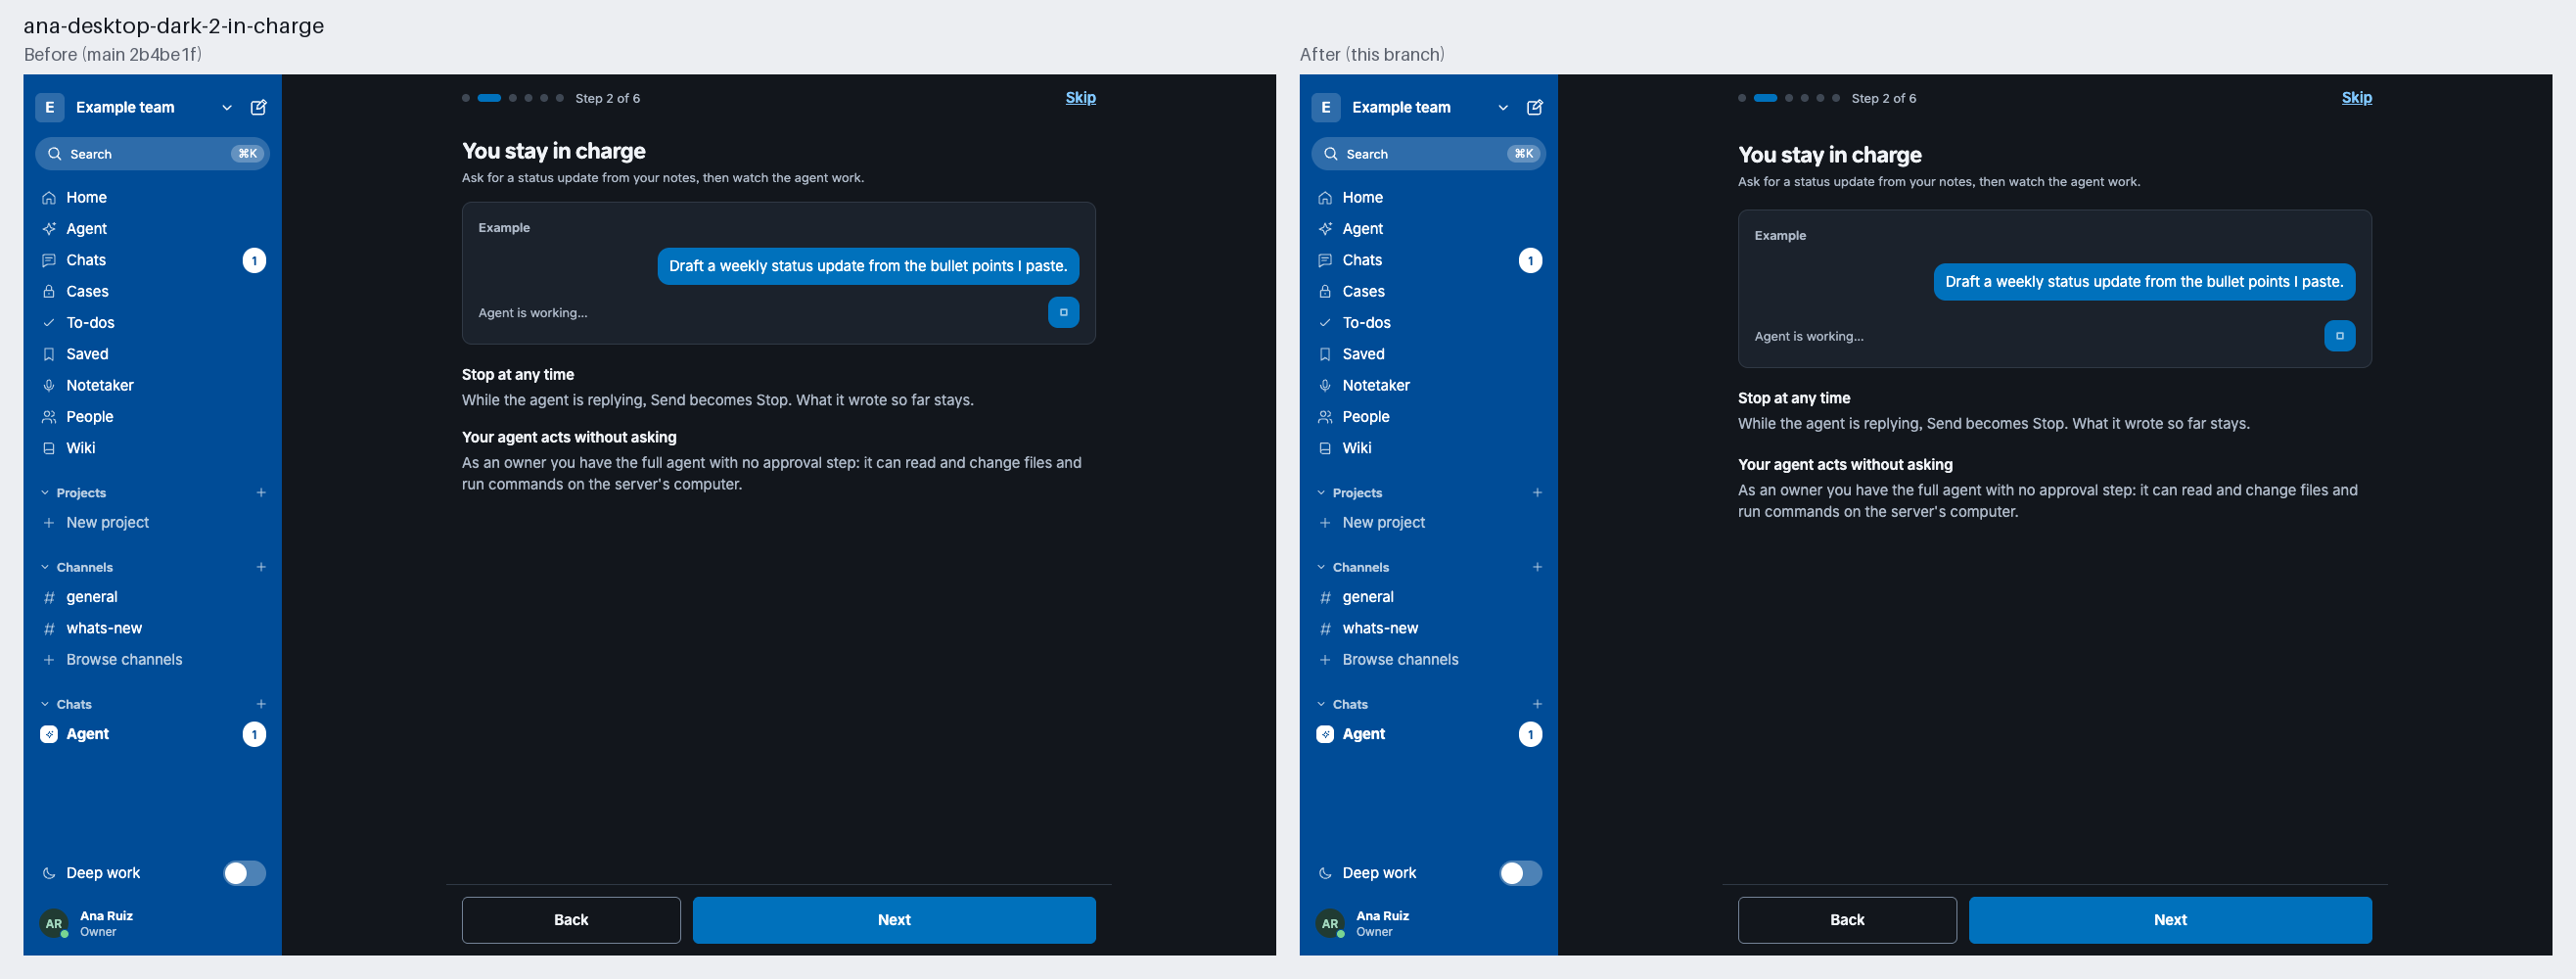 ana-desktop-dark-2-in-charge
Before (main 2b4be1f)
E Example team
Search ⌘K
Home
Agent
Chats 1
Cases
To-dos
Saved
Notetaker
People
Wiki
Projects
New project
Channels
# general
# whats-new
Browse channels
Chats
Agent 1
Deep work
AR Ana Ruiz
Owner
Step 2 of 6 Skip
You stay in charge
Ask for a status update from your notes, then watch the agent work.
Example
Draft a weekly status update from the bullet points I paste.
Agent is working...
Stop at any time
While the agent is replying, Send becomes Stop. What it wrote so far stays.
Your agent acts without asking
As an owner you have the full agent with no approval step: it can read and change files and
run commands on the server's computer.
Back Next
After (this branch)
E Example team
Search ⌘K
Home
Agent
Chats 1
Cases
To-dos
Saved
Notetaker
People
Wiki
Projects
New project
Channels
# general
# whats-new
Browse channels
Chats
Agent 1
Deep work
AR Ana Ruiz
Owner
Step 2 of 6 Skip
You stay in charge
Ask for a status update from your notes, then watch the agent work.
Example
Draft a weekly status update from the bullet points I paste.
Agent is working...
Stop at any time
While the agent is replying, Send becomes Stop. What it wrote so far stays.
Your agent acts without asking
As an owner you have the full agent with no approval step: it can read and change files and
run commands on the server's computer.
Back Next